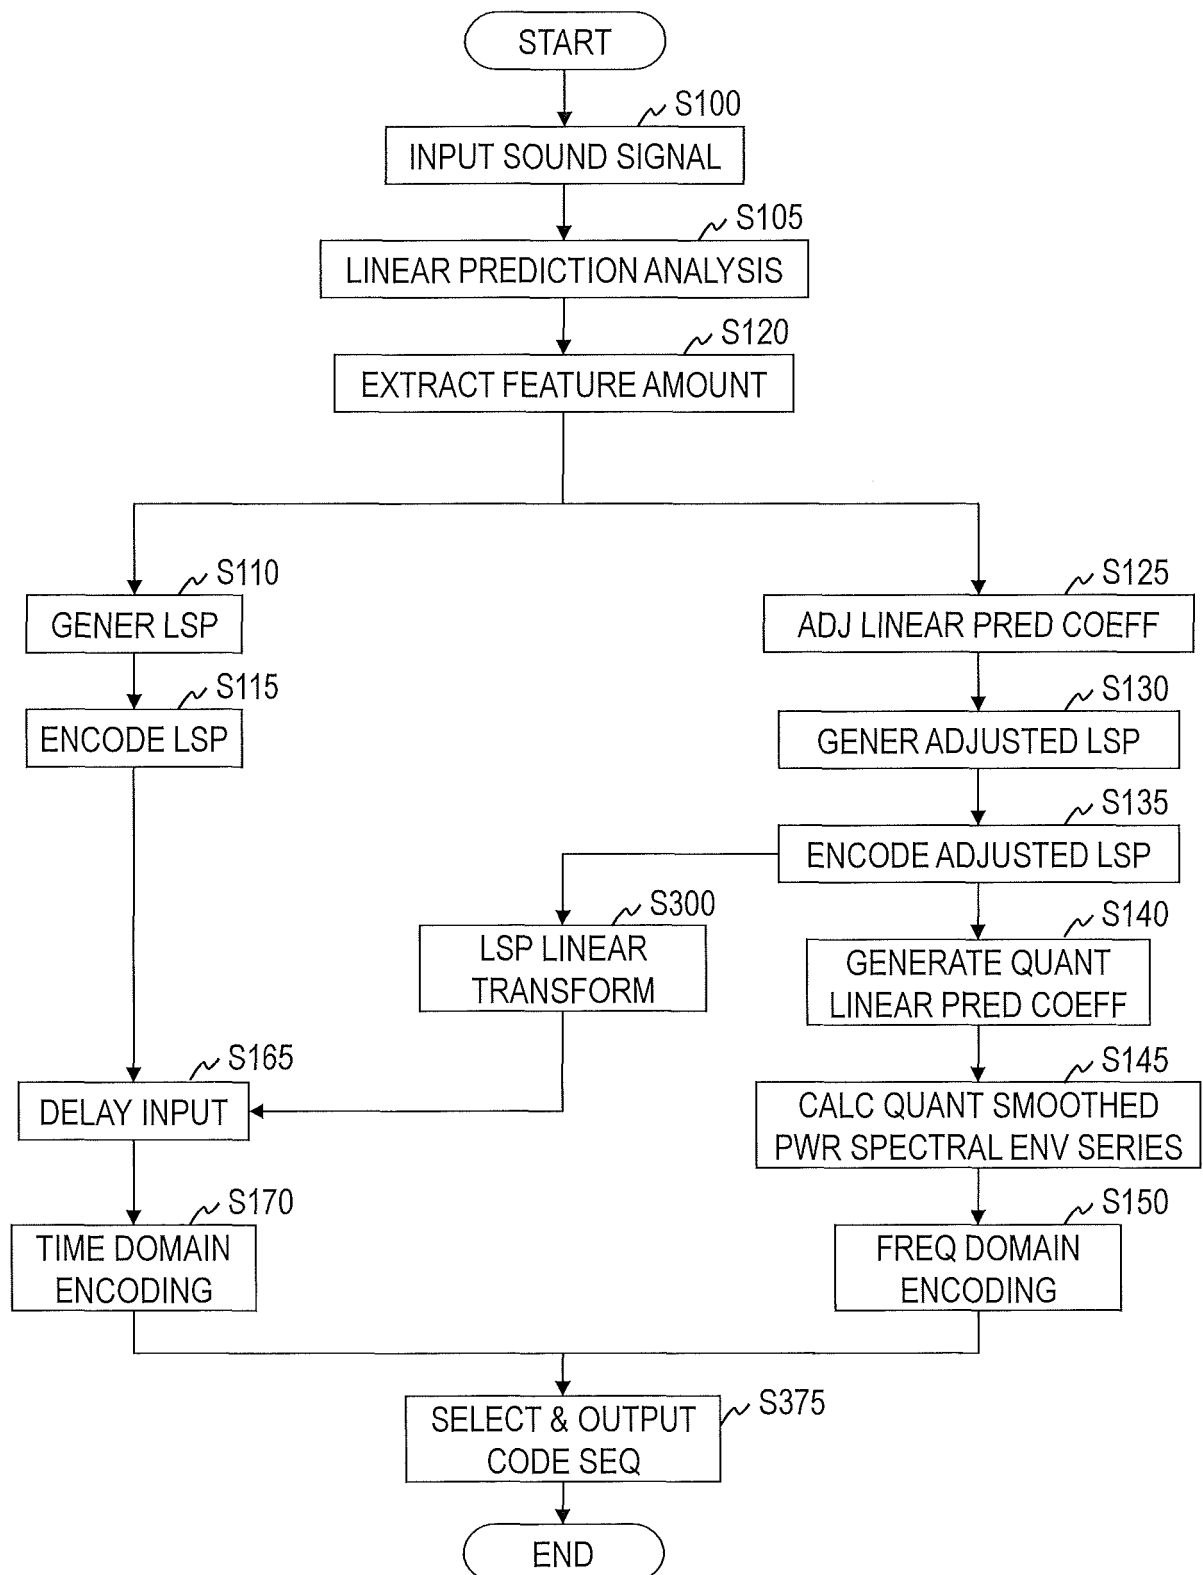 START
S100
INPUT SOUND SIGNAL
S105
LINEAR PREDICTION ANALYSIS
S120
EXTRACT FEATURE AMOUNT
S110
GENER LSP
S115
ENCODE LSP
S125
ADJ LINEAR PRED COEFF
S130
GENER ADJUSTED LSP
S135
ENCODE ADJUSTED LSP
S300
LSP LINEAR
TRANSFORM
S140
GENERATE QUANT
LINEAR PRED COEFF
S165
DELAY INPUT
S145
CALC QUANT SMOOTHED
PWR SPECTRAL ENV SERIES
S170
TIME DOMAIN
ENCODING
S150
FREQ DOMAIN
ENCODING
S375
SELECT & OUTPUT
CODE SEQ
END